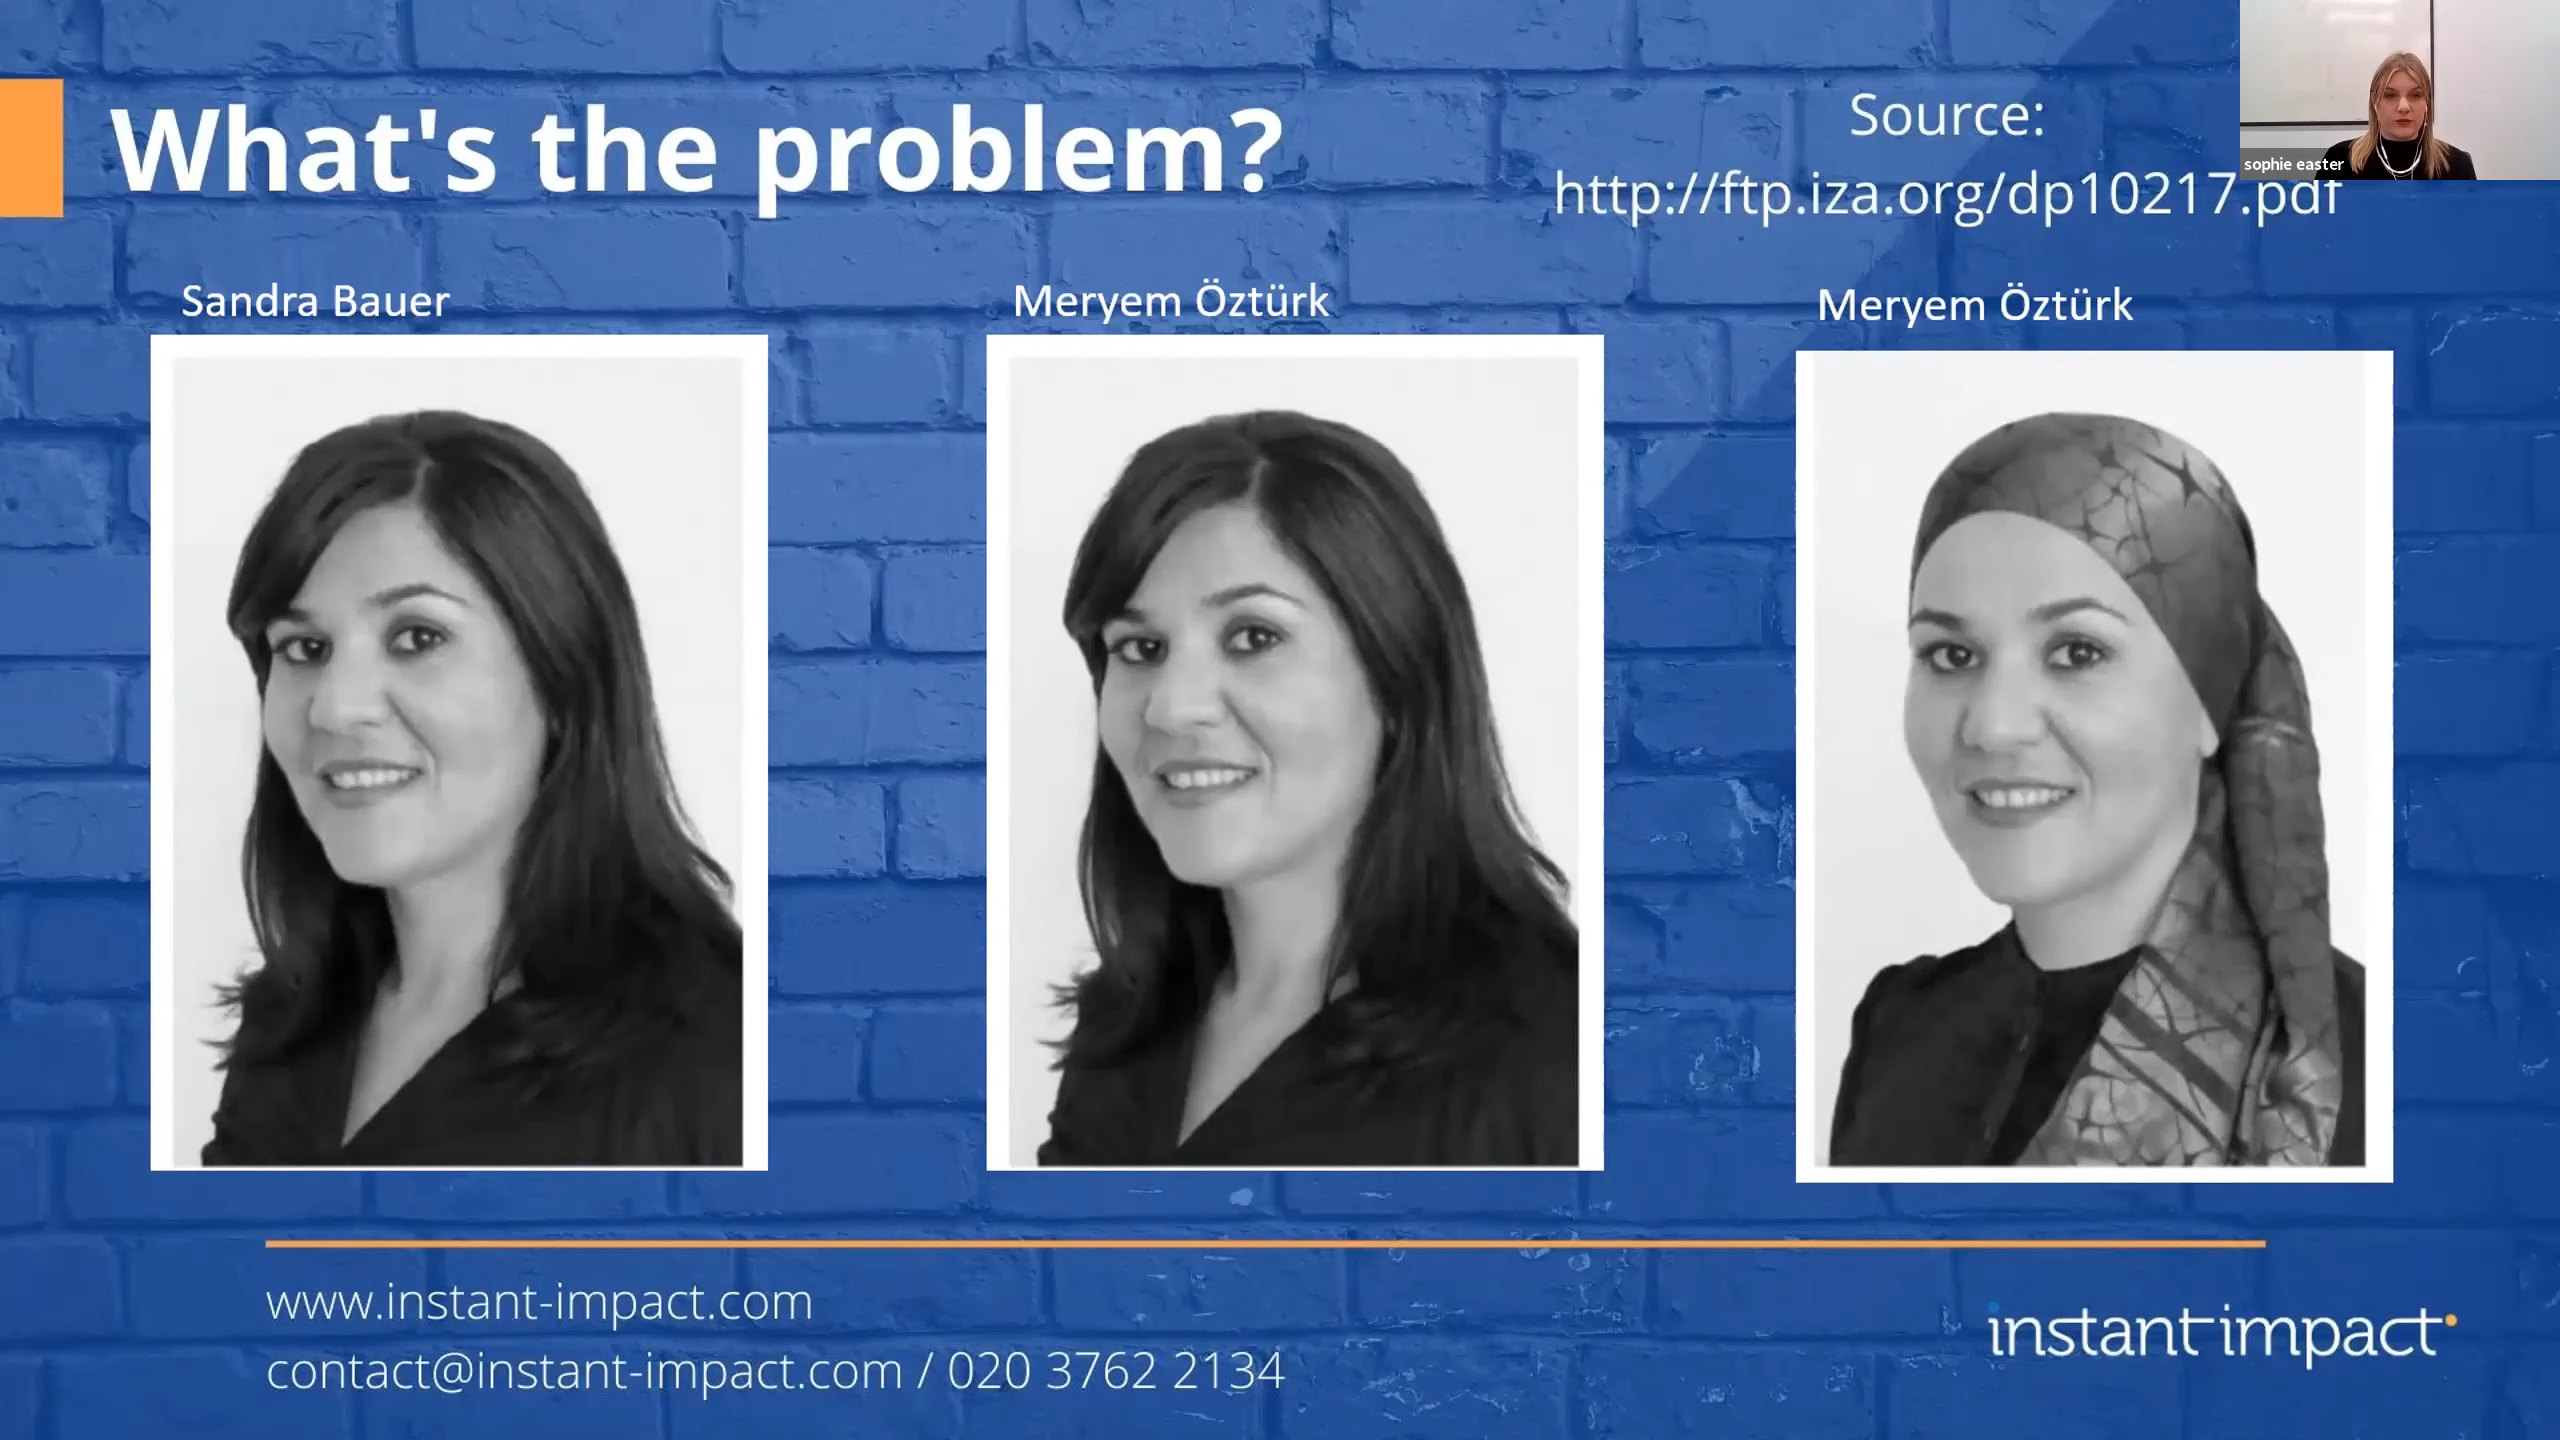 What's the problem?
Source:
http://ftp.iza.org/dp10217.pdf
sophie easter
Sandra Bauer
Meryem Öztürk
Meryem Öztürk
www.instant-impact.com
contact@instant-impact.com / 020 3762 2134
instant impact